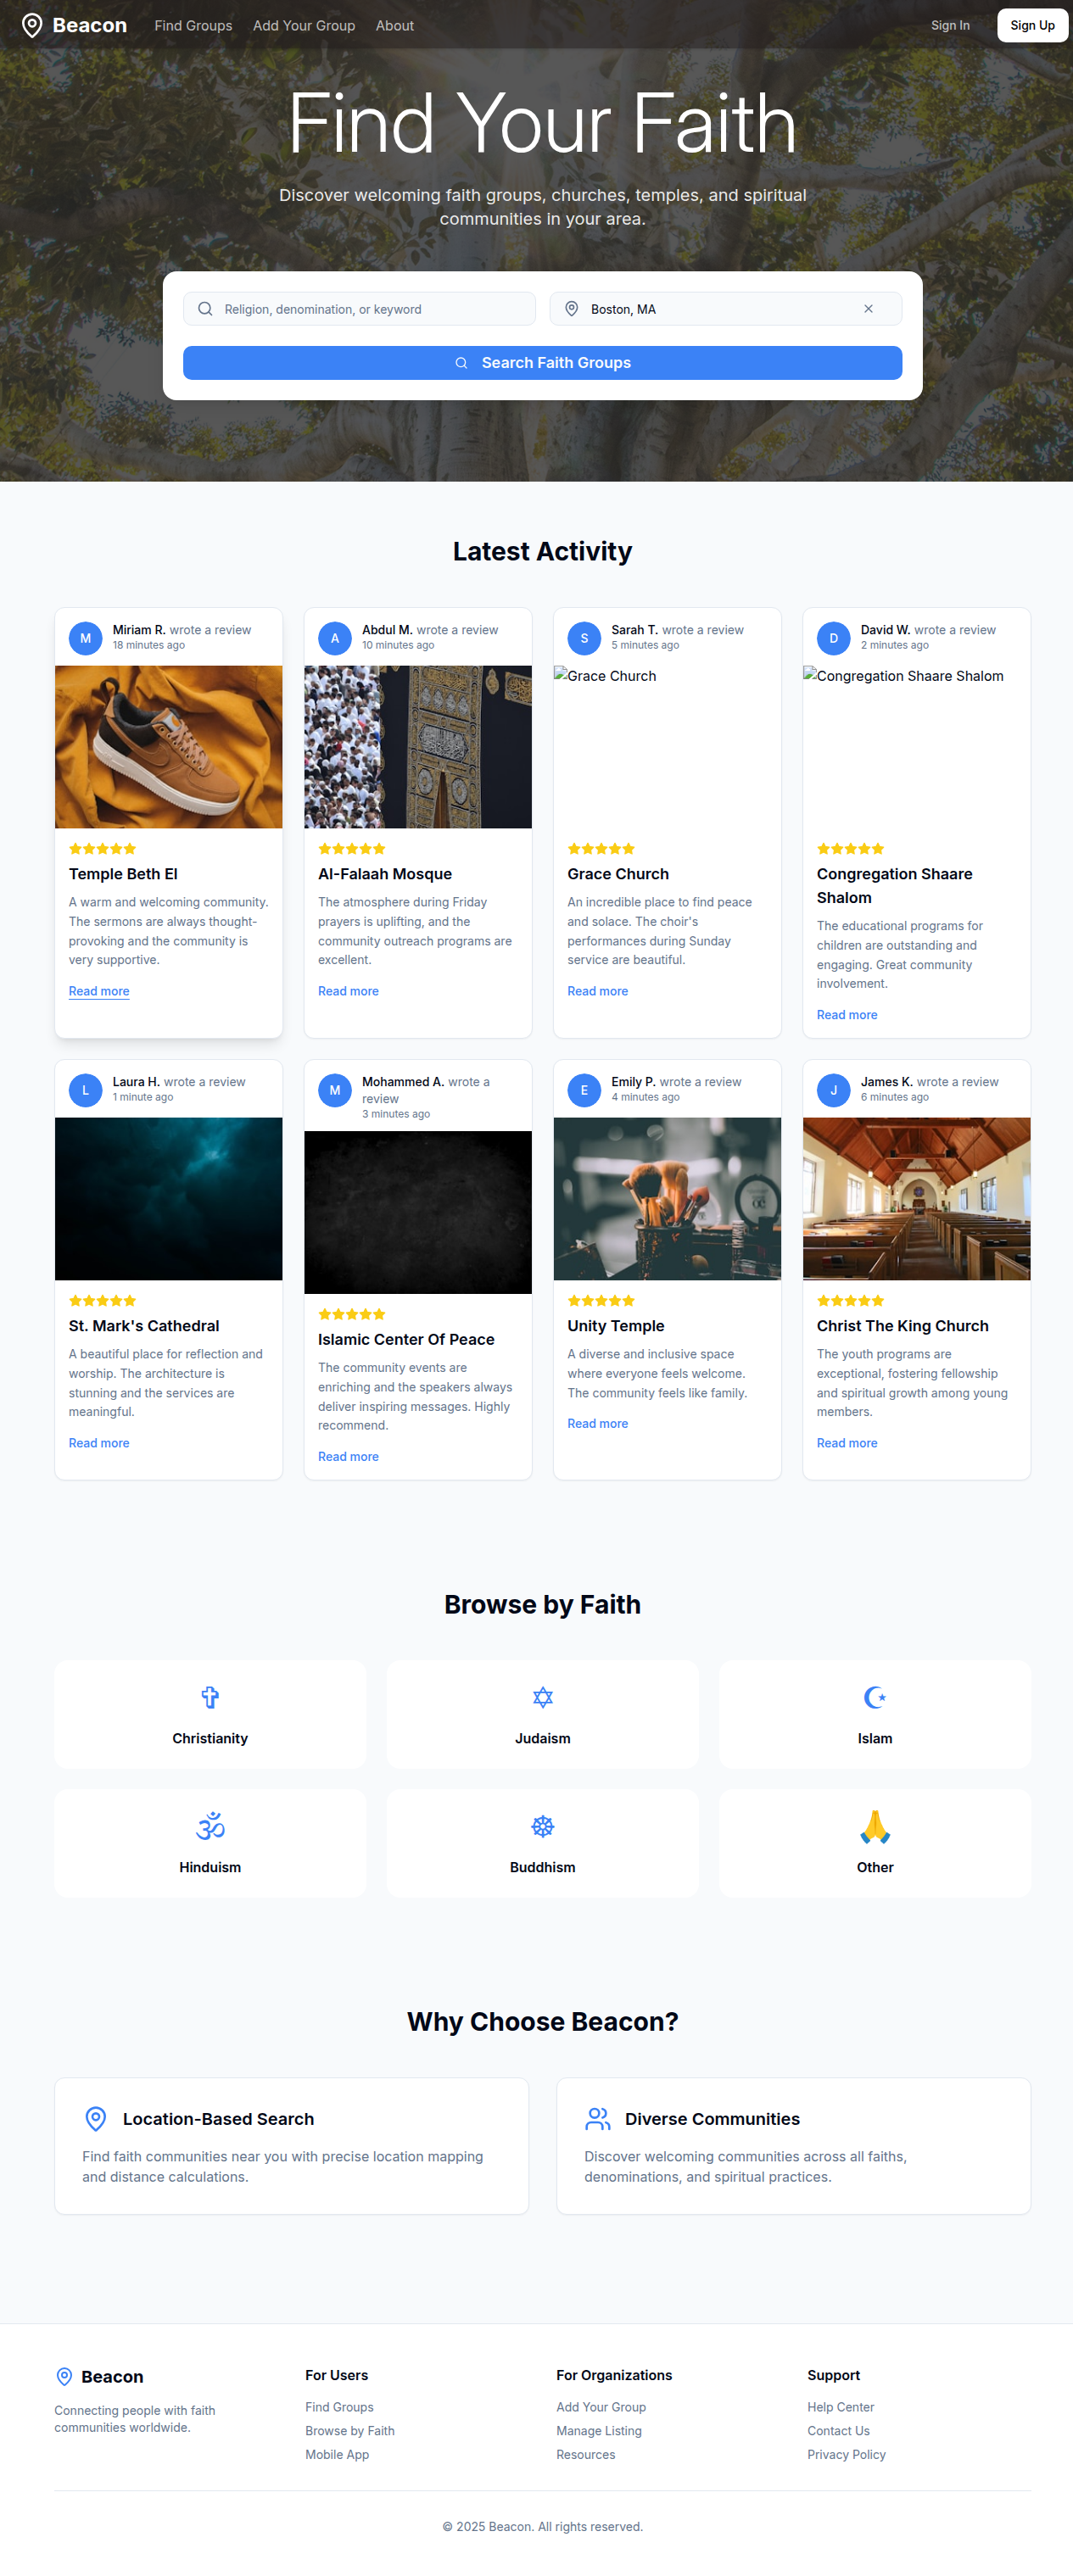 Beacon
Find Groups
Add Your Group
About
Sign In
Sign Up
Find Your Faith
Discover welcoming faith groups, churches, temples, and spiritual
communities in your area.
Religion, denomination, or keyword
Boston, MA
Search Faith Groups
Latest Activity
M
Miriam R. wrote a review
18 minutes ago
Temple Beth El
A warm and welcoming community.
The sermons are always thought-
provoking and the community is
very supportive.
Read more
A
Abdul M. wrote a review
10 minutes ago
Al-Falaah Mosque
The atmosphere during Friday
prayers is uplifting, and the
community outreach programs are
excellent.
Read more
S
Sarah T. wrote a review
5 minutes ago
Grace Church
Grace Church
An incredible place to find peace
and solace. The choir's
performances during Sunday
service are beautiful.
Read more
D
David W. wrote a review
2 minutes ago
Congregation Shaare Shalom
Congregation Shaare
Shalom
The educational programs for
children are outstanding and
engaging. Great community
involvement.
Read more
L
Laura H. wrote a review
1 minute ago
St. Mark's Cathedral
A beautiful place for reflection and
worship. The architecture is
stunning and the services are
meaningful.
Read more
M
Mohammed A. wrote a
review
3 minutes ago
Islamic Center Of Peace
The community events are
enriching and the speakers always
deliver inspiring messages. Highly
recommend.
Read more
E
Emily P. wrote a review
4 minutes ago
Unity Temple
A diverse and inclusive space
where everyone feels welcome.
The community feels like family.
Read more
J
James K. wrote a review
6 minutes ago
Christ The King Church
The youth programs are
exceptional, fostering fellowship
and spiritual growth among young
members.
Read more
Browse by Faith
✞
Christianity
✡
Judaism
☪
Islam
🕉
Hinduism
☸
Buddhism
🙏
Other
Why Choose Beacon?
Location-Based Search
Find faith communities near you with precise location mapping
and distance calculations.
Diverse Communities
Discover welcoming communities across all faiths,
denominations, and spiritual practices.
Beacon
Connecting people with faith
communities worldwide.
For Users
Find Groups
Browse by Faith
Mobile App
For Organizations
Add Your Group
Manage Listing
Resources
Support
Help Center
Contact Us
Privacy Policy
© 2025 Beacon. All rights reserved.